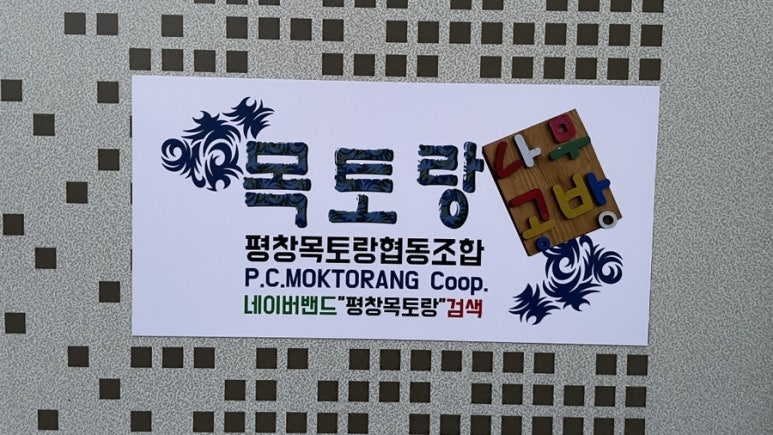 목토랑
나무
공방
평창목토랑협동조합
P.C.MOKTORANG Coop.
네이버밴드"평창목토랑"검색